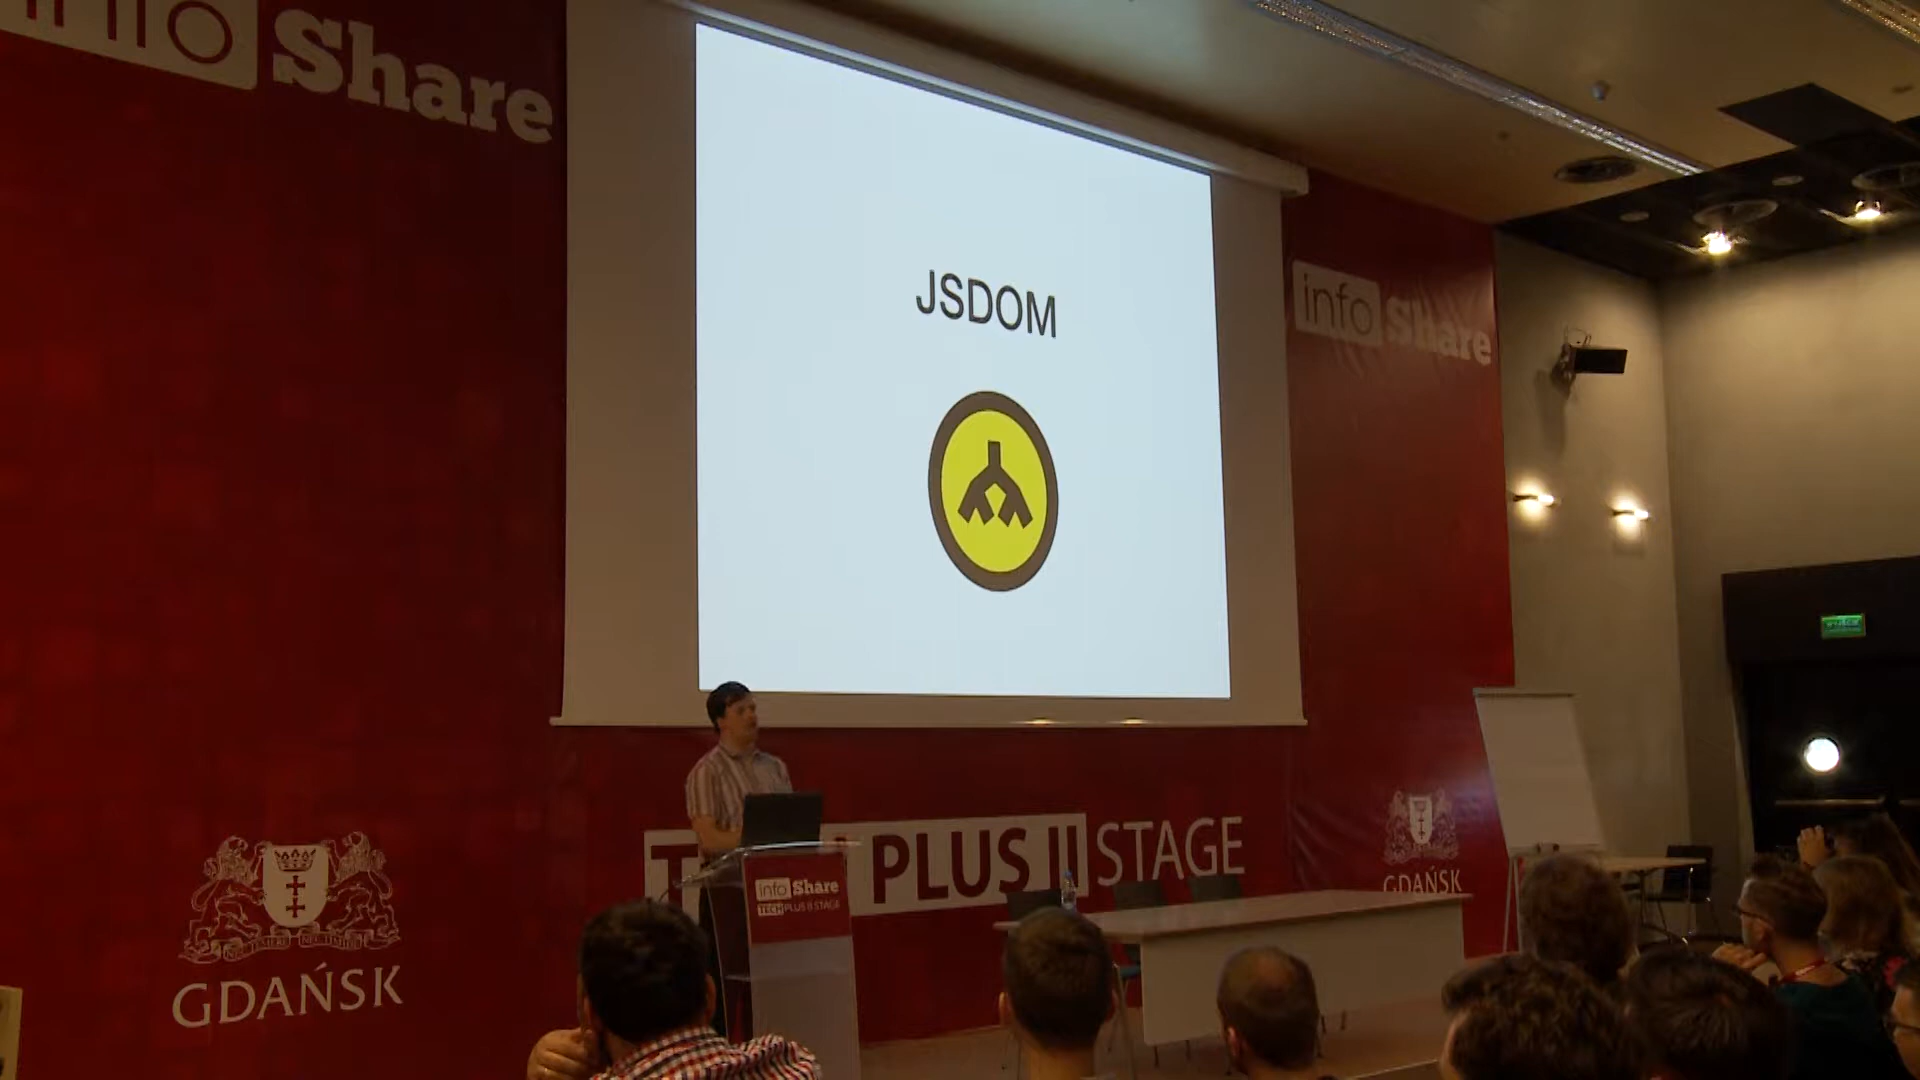 info
Share
JSDOM
info Share
PLUS II STAGE
info Share
TECH PLUS II STAGE
GDAŃSK
GDAŃSK